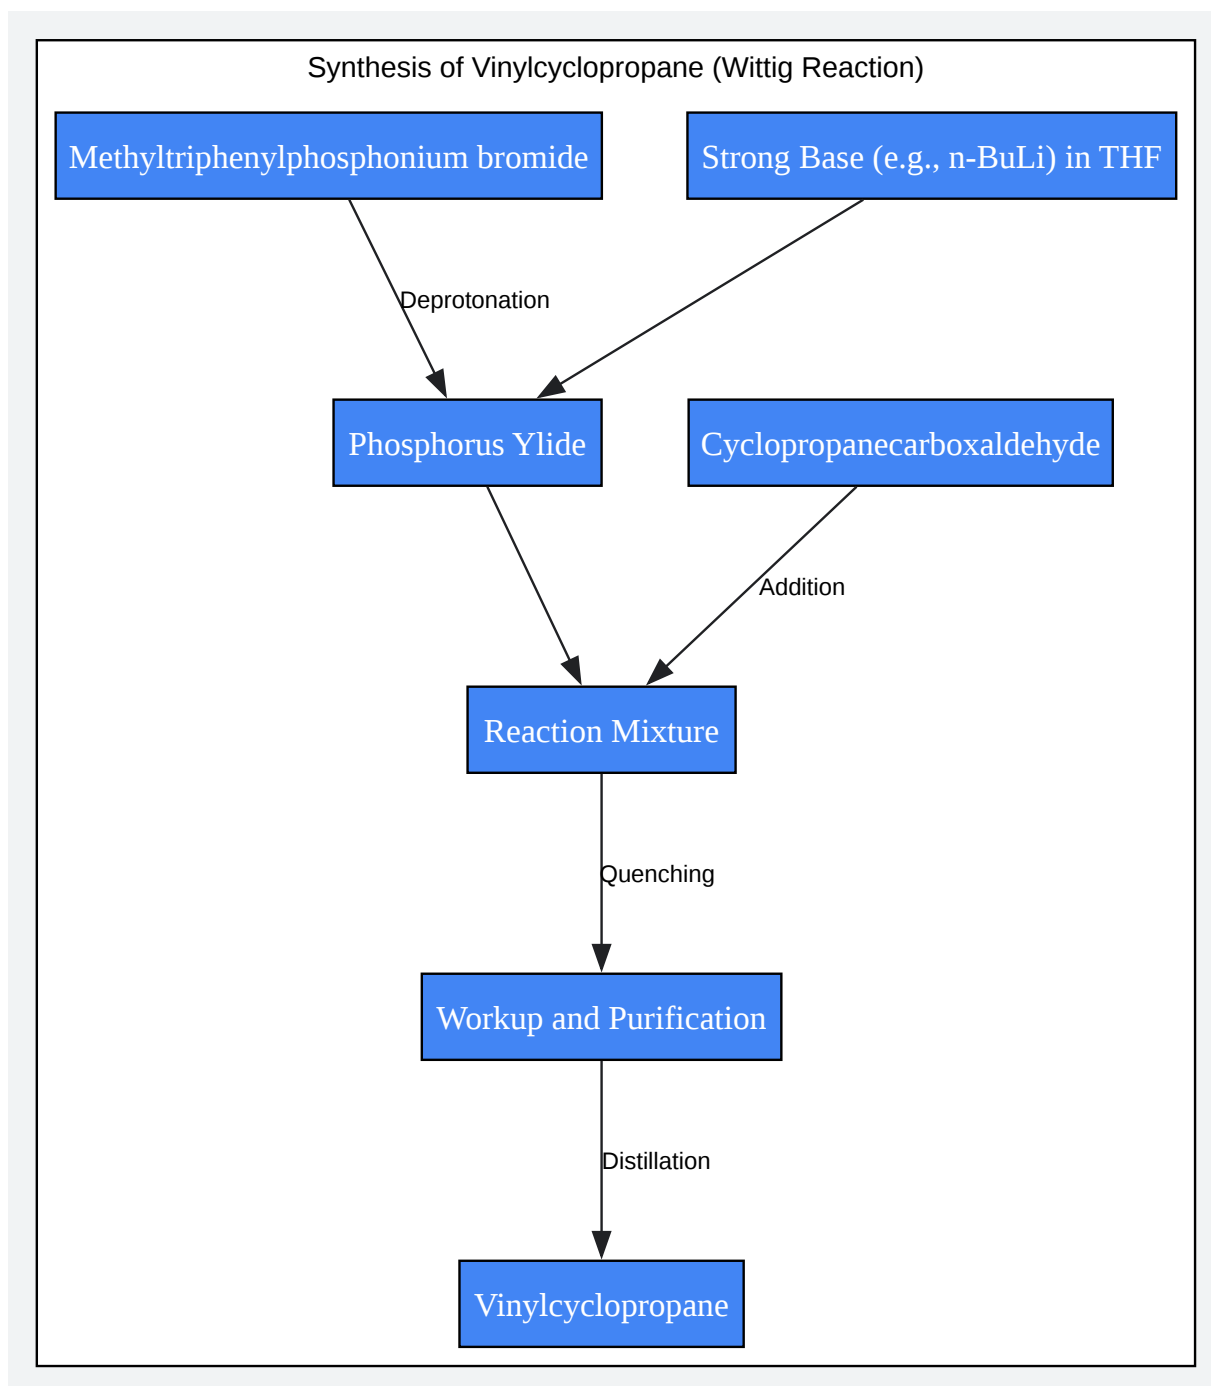 Synthesis of Vinylcyclopropane (Wittig Reaction)
Methyltriphenylphosphonium bromide
Strong Base (e.g., n-BuLi) in THF
Deprotonation
Phosphorus Ylide
Cyclopropanecarboxaldehyde
Addition
Reaction Mixture
Quenching
Workup and Purification
Distillation
Vinylcyclopropane